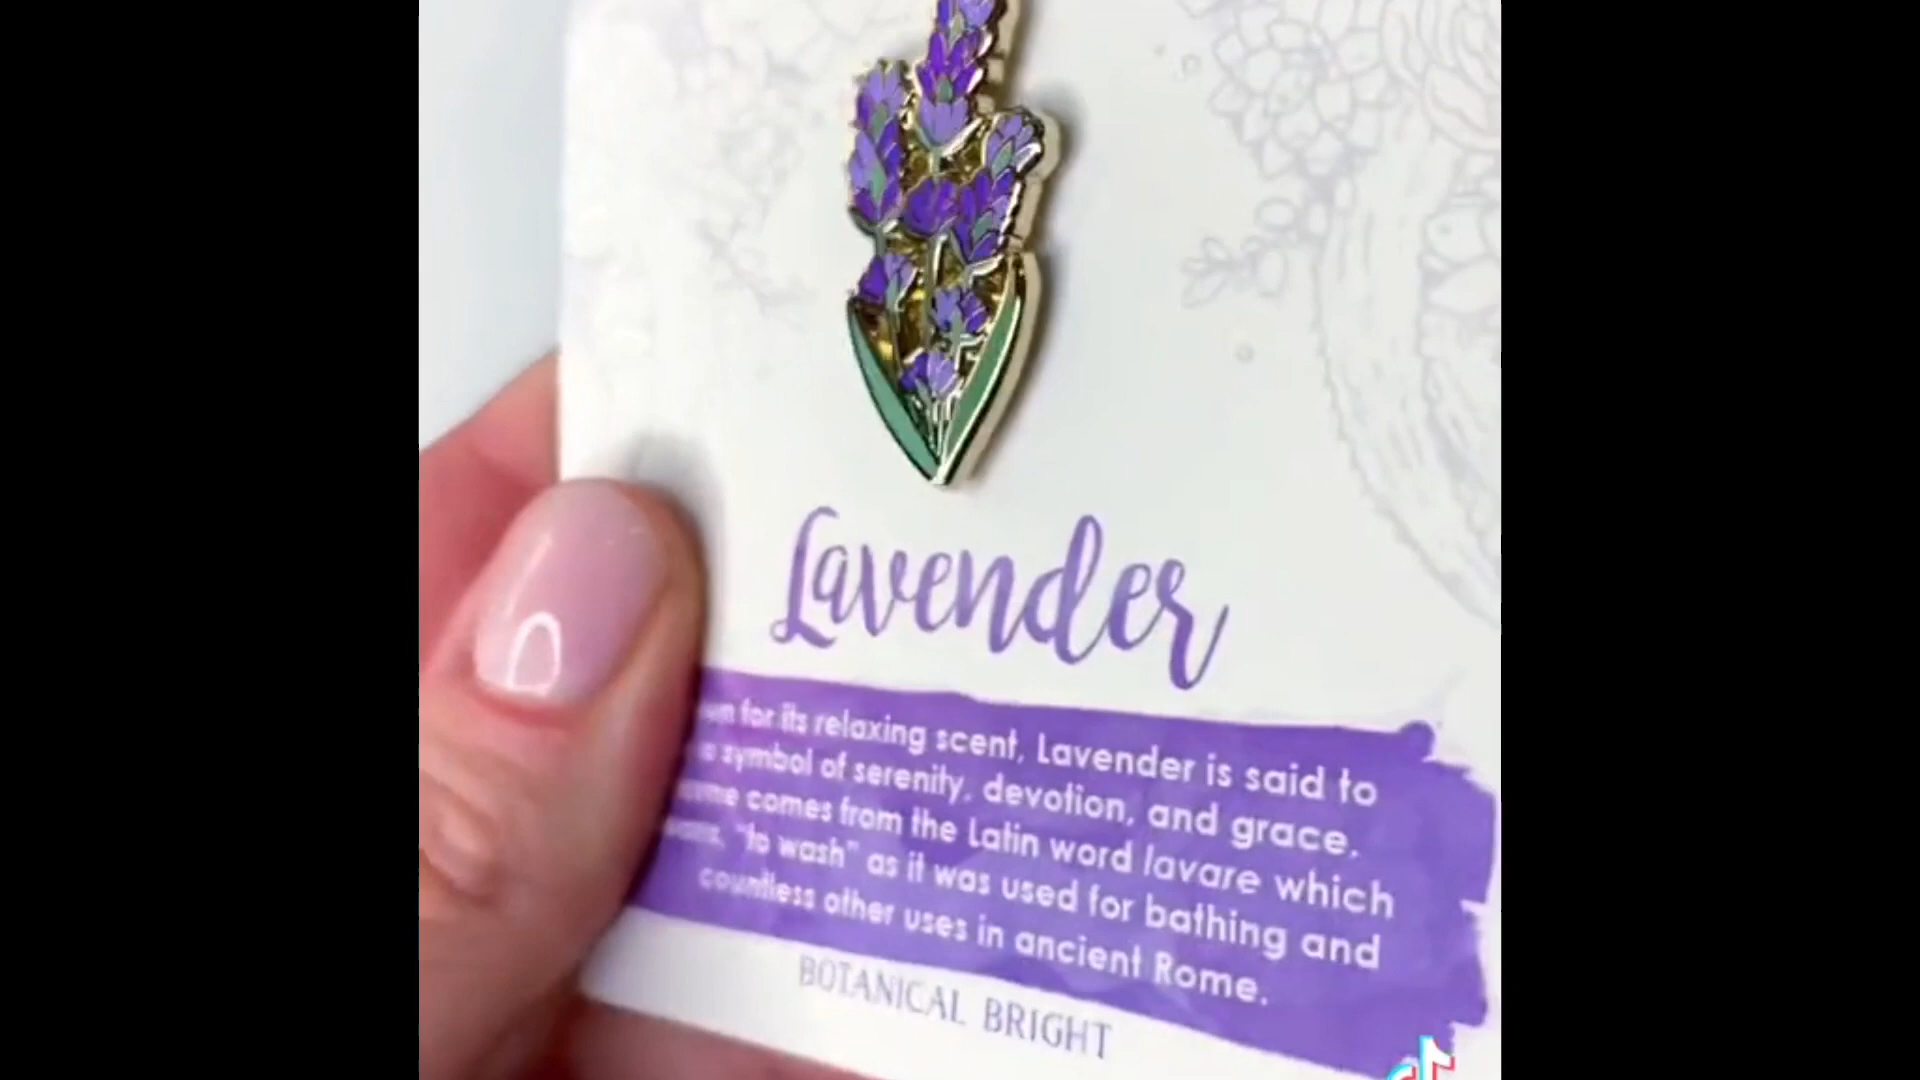 Lavender
for its relaxing scent, Lavender is said to
a symbol of serenity, devotion, and grace.
comes from the Latin word lavare which
"to wash" as it was used for bathing and
countless other uses in ancient Rome.
BOTANICAL BRIGHT